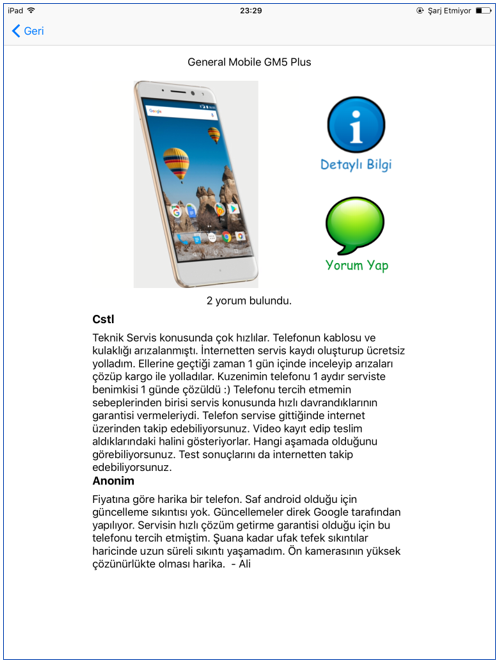 iPad 23:29 Şarj Etmiyor
Geri
General Mobile GM5 Plus
Google
Detaylı Bilgi
Yorum Yap
2 yorum bulundu.
Cstl
Teknik Servis konusunda çok hızlılar. Telefonun kablosu ve
kulaklığı arızalanmıştı. İnternetten servis kaydı oluşturup ücretsiz
yolladım. Ellerine geçtiği zaman 1 gün içinde inceleyip arızaları
çözüp kargo ile yolladılar. Kuzenimin telefonu 1 aydır serviste
benimkisi 1 günde çözüldü :) Telefonu tercih etmemin
sebeplerinden birisi servis konusunda hızlı davrandıklarının
garantisi vermeleriydi. Telefon servise gittiğinde internet
üzerinden takip edebiliyorsunuz. Video kayıt edip teslim
aldıklarındaki halini gösteriyorlar. Hangi aşamada olduğunu
görebiliyorsunuz. Test sonuçlarını da internetten takip
edebiliyorsunuz.
Anonim
Fiyatına göre harika bir telefon. Saf android olduğu için
güncelleme sıkıntısı yok. Güncellemeler direk Google tarafından
yapılıyor. Servisin hızlı çözüm getirme garantisi olduğu için bu
telefonu tercih etmiştim. Şuana kadar ufak tefek sıkıntılar
haricinde uzun süreli sıkıntı yaşamadım. Ön kamerasının yüksek
çözünürlükte olması harika.  - Ali